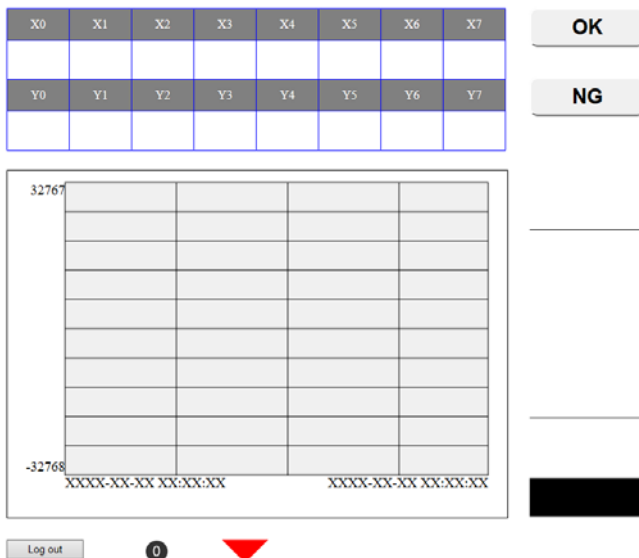 X0 X1 X2 X3 X4 X5 X6 X7
OK
Y0 Y1 Y2 Y3 Y4 Y5 Y6 Y7
NG
32767
-32768
XXXX-XX-XX XX:XX:XX XXXX-XX-XX XX:XX:XX
Log out 0